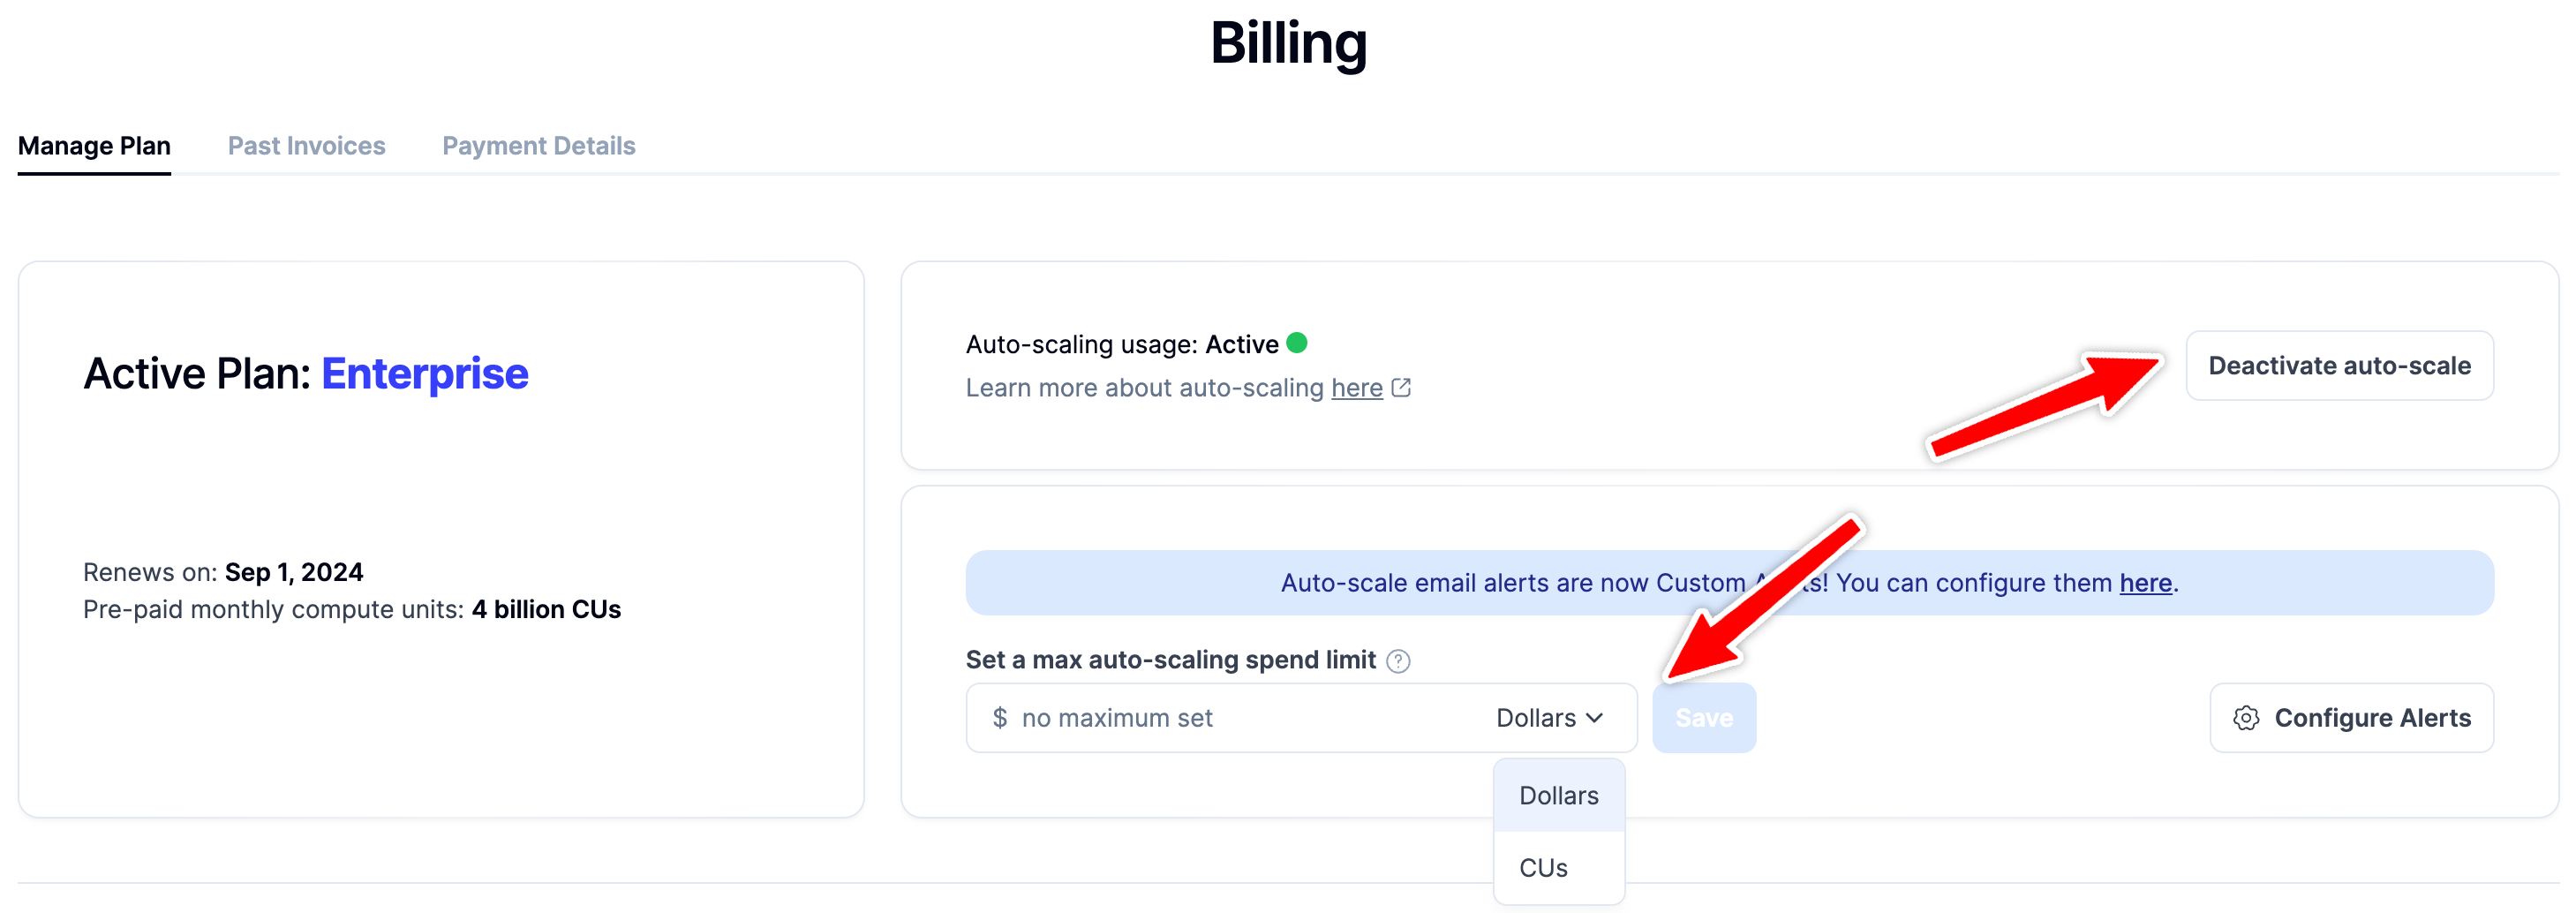 Billing
Manage Plan
Past Invoices
Payment Details
Active Plan: Enterprise
Renews on: Sep 1, 2024
Pre-paid monthly compute units: 4 billion CUs
Auto-scaling usage: Active
Learn more about auto-scaling here
Deactivate auto-scale
Auto-scale email alerts are now Custom Alerts! You can configure them here.
Set a max auto-scaling spend limit ?
$ no maximum set
Dollars
Save
Configure Alerts
Dollars
CUs